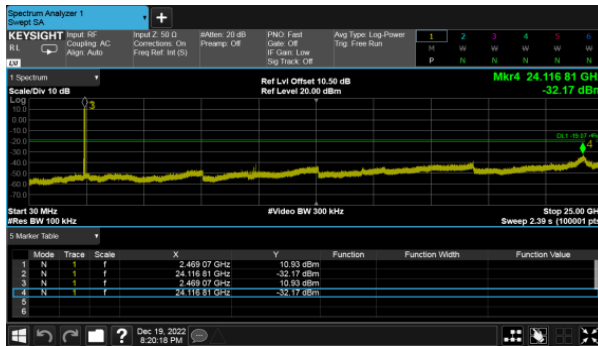 Spectrum Analyzer 1
Swept SA
+
KEYSIGHT Input: RF Input Z: 50 Ω #Atten: 20 dB PNO: Fast Avg Type: Log-Power 1 2 3 4 5 6
RL Coupling: AC Corrections: On Preamp: Off Gate: Off Trig: Free Run M W W W W W
Align: Auto Freq Ref: Int (S) IF Gain: Low
LXI Sig Track: Off P N N N N N
1 Spectrum
Scale/Div 10 dB Ref Lvl Offset 10.50 dB Mkr4 24.116 81 GHz
Log Ref Level 20.00 dBm -32.17 dBm
10.0 3
0.00
-10.0
-20.0
-30.0 4
-40.0
-50.0
-60.0
-70.0
Start 30 MHz #Video BW 300 kHz Stop 25.00 GHz
#Res BW 100 kHz Sweep 2.39 s (100001 pts)
5 Marker Table
Mode Trace Scale X Y Function Function Width Function Value
1 N 1 f 2.469 07 GHz 10.93 dBm
2 N 1 f 24.116 81 GHz -32.17 dBm
3 N 1 f 2.469 07 GHz 10.93 dBm
4 N 1 f 24.116 81 GHz -32.17 dBm
5
6
? Dec 19, 2022
8:20:18 PM